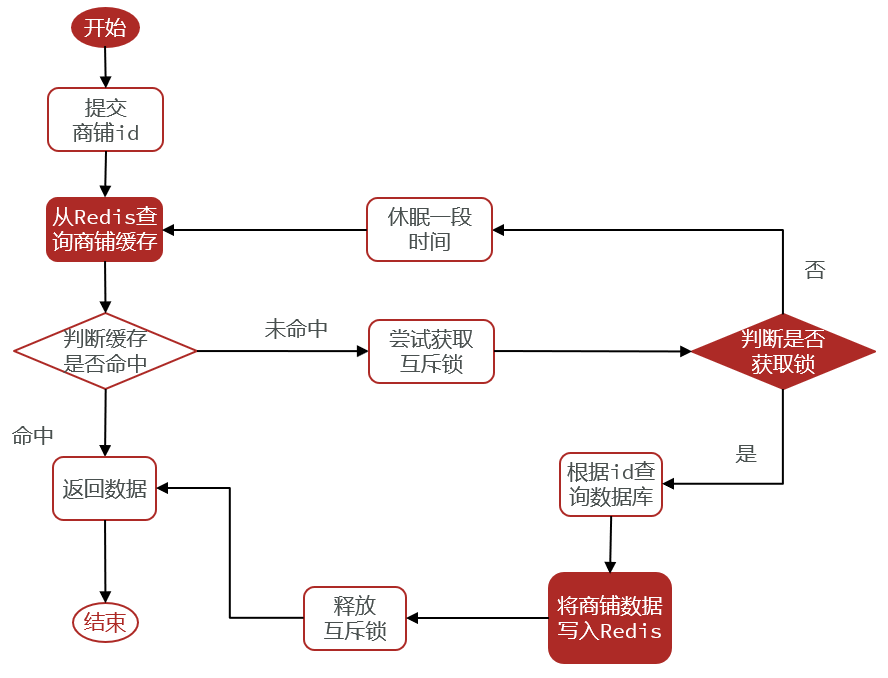 开始
提交
商铺id
从Redis查
询商铺缓存
休眠一段
时间
否
判断缓存
是否命中
未命中
尝试获取
互斥锁
判断是否
获取锁
命中
是
返回数据
根据id查
询数据库
结束
释放
互斥锁
将商铺数据
写入Redis